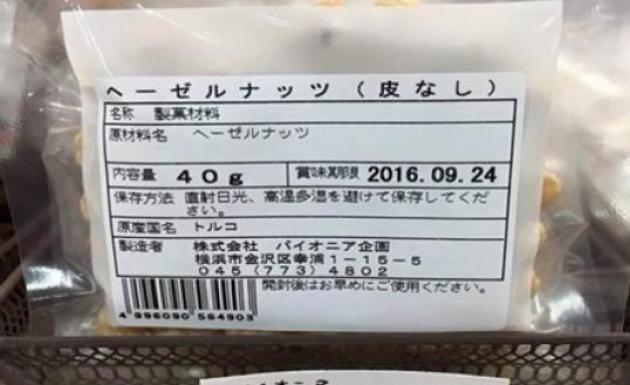 ヘーゼルナッツ（皮なし）
名称 製菓材料
原材料名 ヘーゼルナッツ
内容量 40g 賞味期限 2016.09.24
保存方法 直射日光、高温多湿を避けて保存してくだ
さい。
原産国名 トルコ
製造者 株式会社 パイオニア企画
横浜市金沢区幸浦1-15-5
045(773)4802
開封後はお早めにご使用ください。
4996090564903